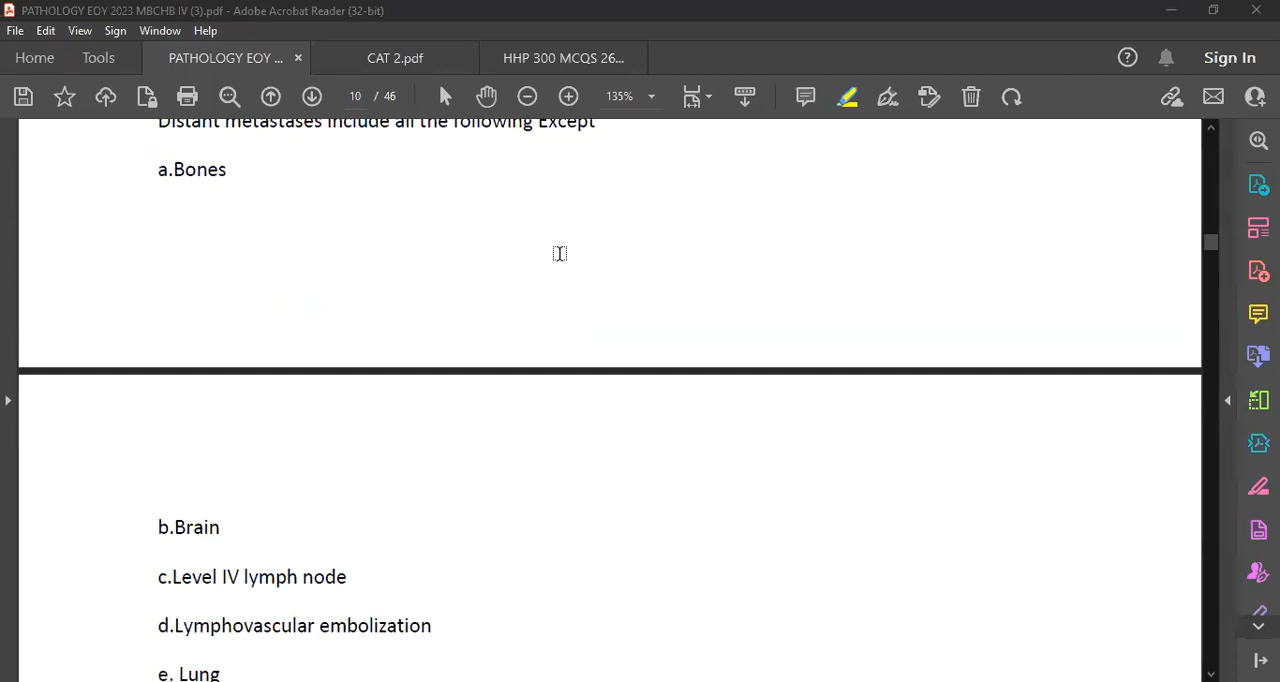 PATHOLOGY EOY 2023 MBCHB IV (3).pdf - Adobe Acrobat Reader (32-bit)
File Edit View Sign Window Help
Home Tools PATHOLOGY EOY ... × CAT 2.pdf HHP 300 MCQS 26... Sign In
10 / 46 135%
Distant metastases include all the following Except
a.Bones
b.Brain
c.Level IV lymph node
d.Lymphovascular embolization
e. Lung